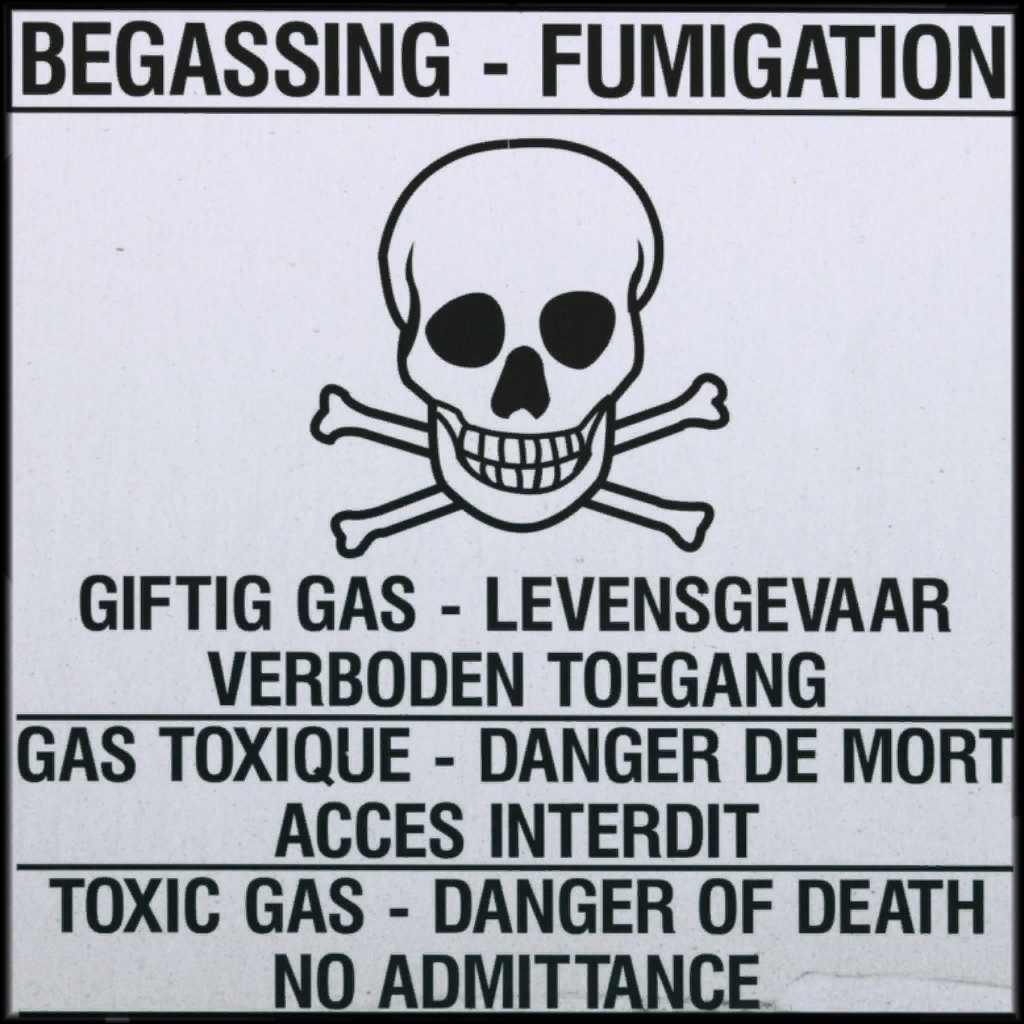 BEGASSING - FUMIGATION
GIFTIG GAS - LEVENSGEVAAR
VERBODEN TOEGANG
GAS TOXIQUE - DANGER DE MORT
ACCES INTERDIT
TOXIC GAS - DANGER OF DEATH
NO ADMITTANCE